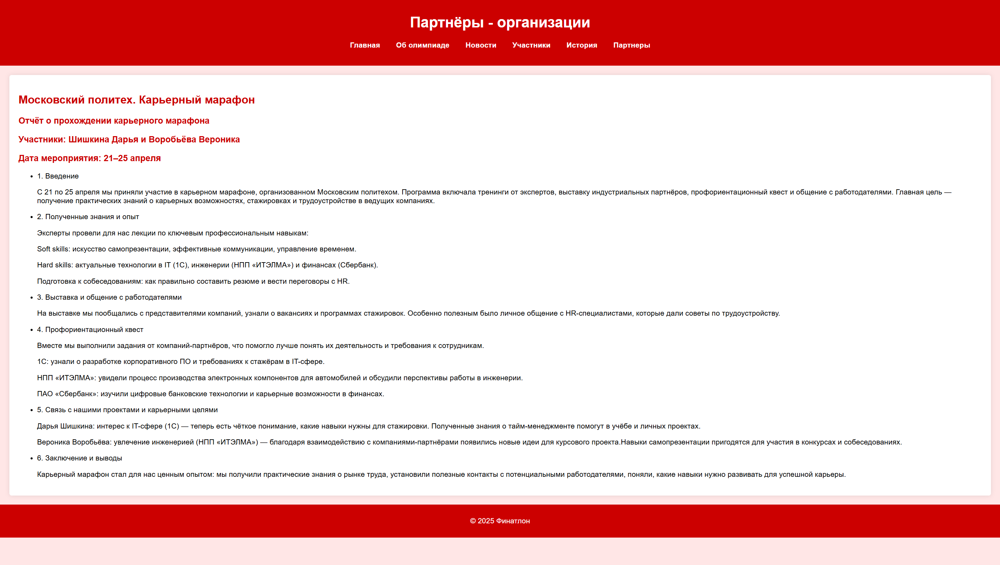 Партнёры - организации
Главная Об олимпиаде Новости Участники История Партнеры
Московский политех. Карьерный марафон
Отчёт о прохождении карьерного марафона
Участники: Шишкина Дарья и Воробьёва Вероника
Дата мероприятия: 21–25 апреля
• 1. Введение
С 21 по 25 апреля мы приняли участие в карьерном марафоне, организованном Московским политехом. Программа включала тренинги от экспертов, выставку индустриальных партнёров, профориентационный квест и общение с работодателями. Главная цель —
получение практических знаний о карьерных возможностях, стажировках и трудоустройстве в ведущих компаниях.
• 2. Полученные знания и опыт
Эксперты провели для нас лекции по ключевым профессиональным навыкам:
Soft skills: искусство самопрезентации, эффективные коммуникации, управление временем.
Hard skills: актуальные технологии в IT (1С), инженерии (НПП «ИТЭЛМА») и финансах (Сбербанк).
Подготовка к собеседованиям: как правильно составить резюме и вести переговоры с HR.
• 3. Выставка и общение с работодателями
На выставке мы пообщались с представителями компаний, узнали о вакансиях и программах стажировок. Особенно полезным было личное общение с HR-специалистами, которые дали советы по трудоустройству.
• 4. Профориентационный квест
Вместе мы выполнили задания от компаний-партнёров, что помогло лучше понять их деятельность и требования к сотрудникам.
1С: узнали о разработке корпоративного ПО и требованиях к стажёрам в IT-сфере.
НПП «ИТЭЛМА»: увидели процесс производства электронных компонентов для автомобилей и обсудили перспективы работы в инженерии.
ПАО «Сбербанк»: изучили цифровые банковские технологии и карьерные возможности в финансах.
• 5. Связь с нашими проектами и карьерными целями
Дарья Шишкина: интерес к IT-сфере (1С) — теперь есть чёткое понимание, какие навыки нужны для стажировки. Полученные знания о тайм-менеджменте помогут в учёбе и личных проектах.
Вероника Воробьёва: увлечение инженерией (НПП «ИТЭЛМА») — благодаря взаимодействию с компаниями-партнёрами появились новые идеи для курсового проекта.Навыки самопрезентации пригодятся для участия в конкурсах и собеседованиях.
• 6. Заключение и выводы
Карьерный марафон стал для нас ценным опытом: мы получили практические знания о рынке труда, установили полезные контакты с потенциальными работодателями, поняли, какие навыки нужно развивать для успешной карьеры.
© 2025 Финатлон